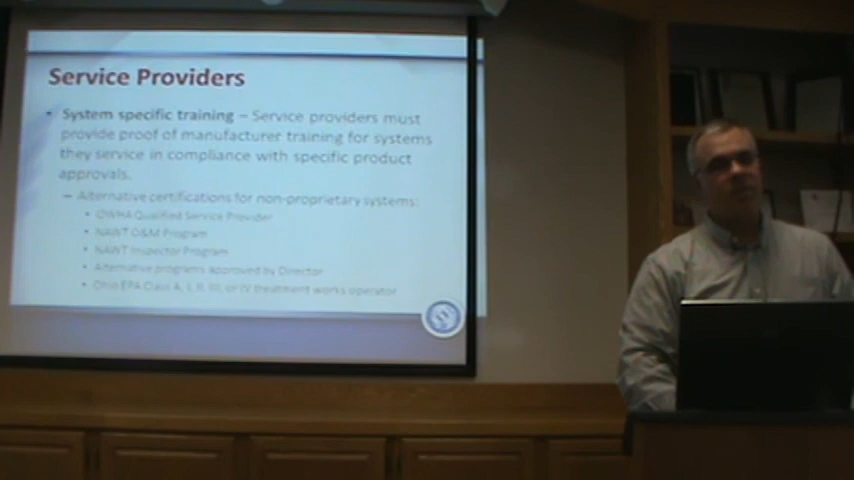 Service Providers
• System specific training – Service providers must
provide proof of manufacturer training for systems
they service in compliance with specific product
approvals.
– Alternative certifications for non-proprietary systems:
• OWHA Qualified Service Provider
• NAWT O&M Program
• NAWT Inspector Program
• Alternative programs approved by Director
• Ohio EPA Class A, I, II, III, or IV treatment works operator